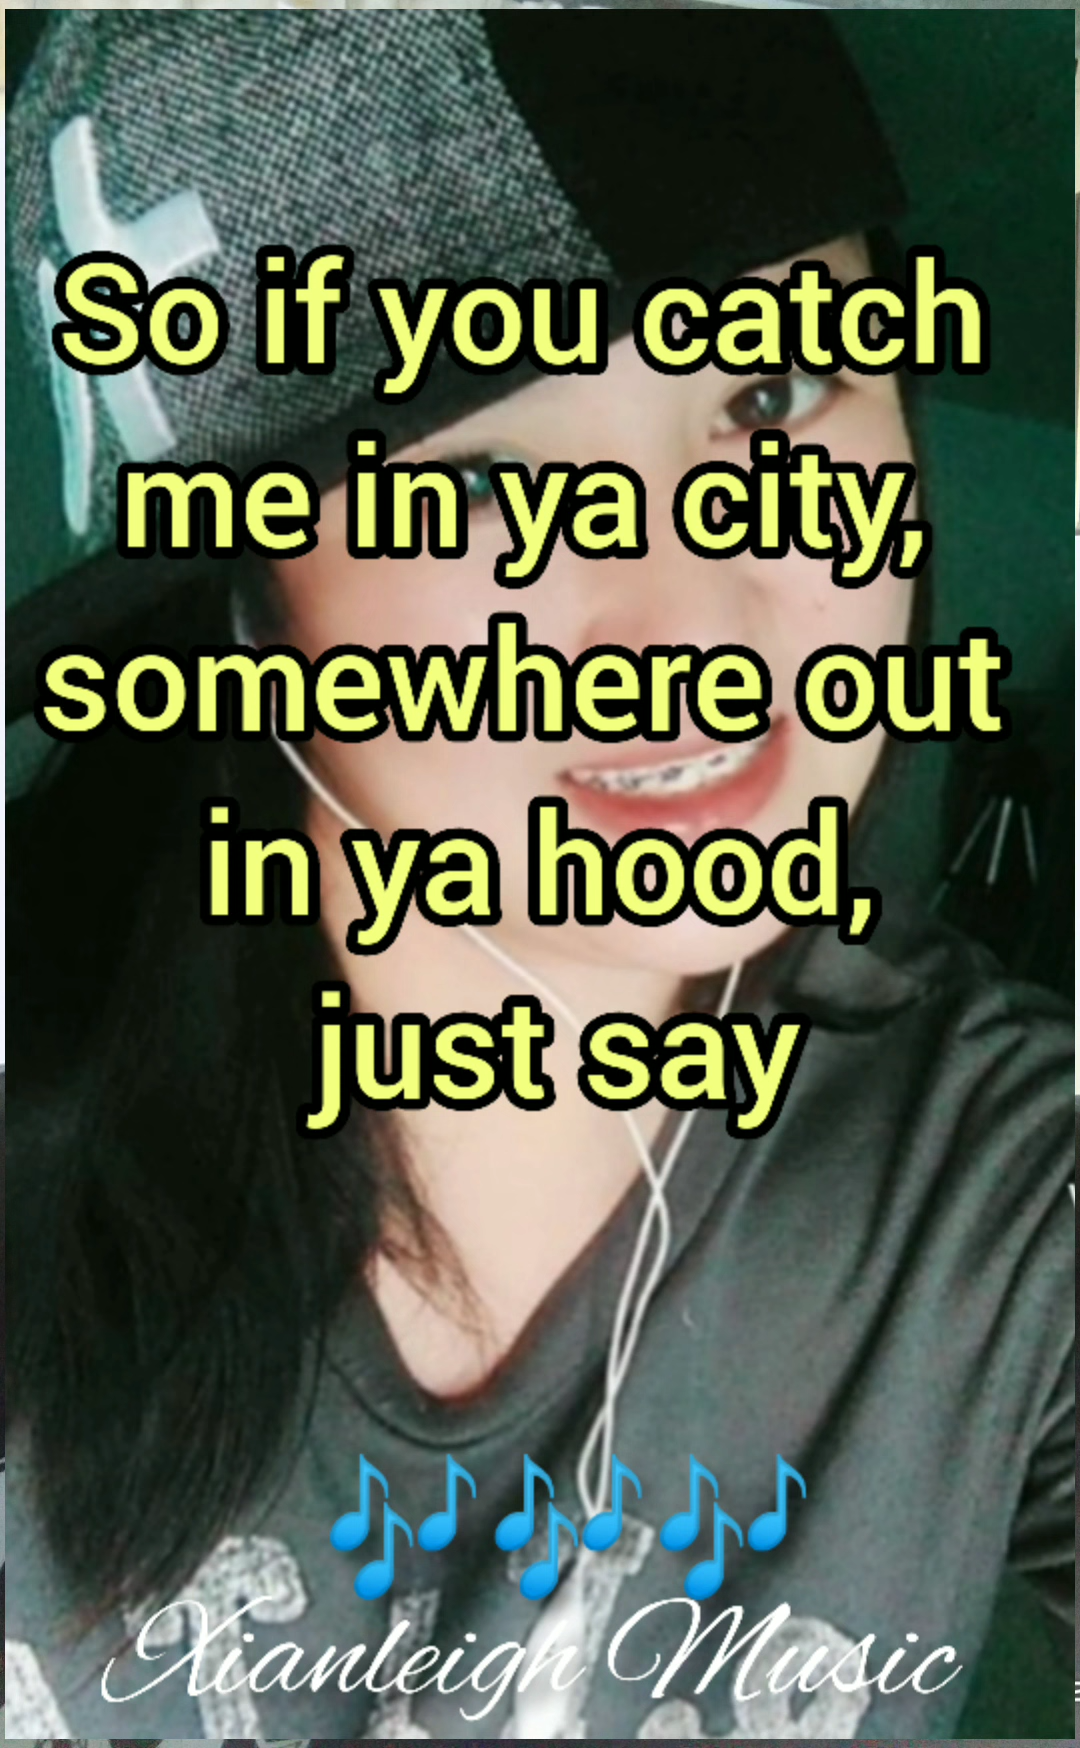 So if you catch
me in ya city,
somewhere out
in ya hood,
just say
Xianleigh Music